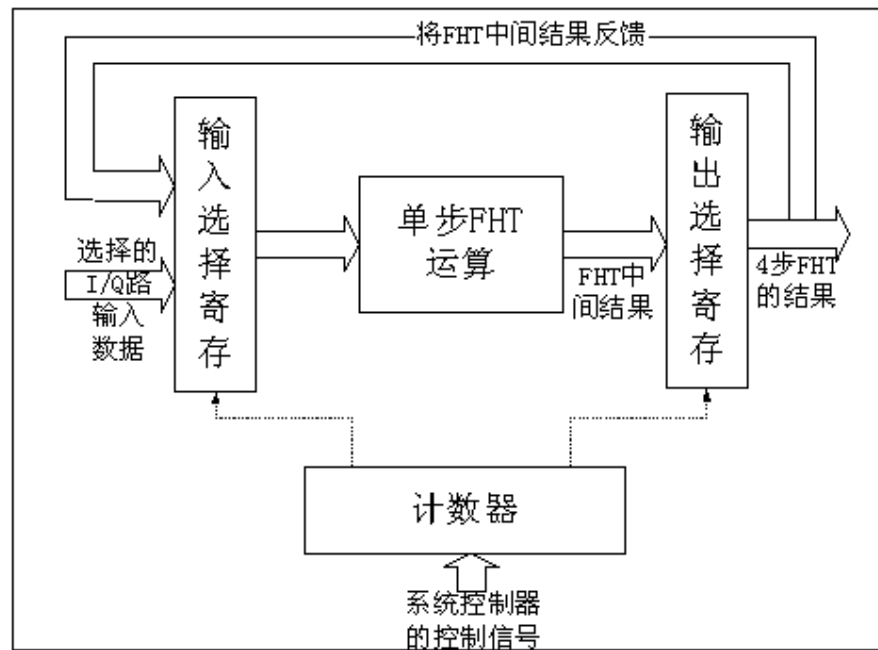 将FHT中间结果反馈
输入选择寄存
单步FHT
运算
输出选择寄存
选择的
I/Q路
输入
数据
FHT中
间结果
4步FHT
的结果
计数器
系统控制器
的控制信号